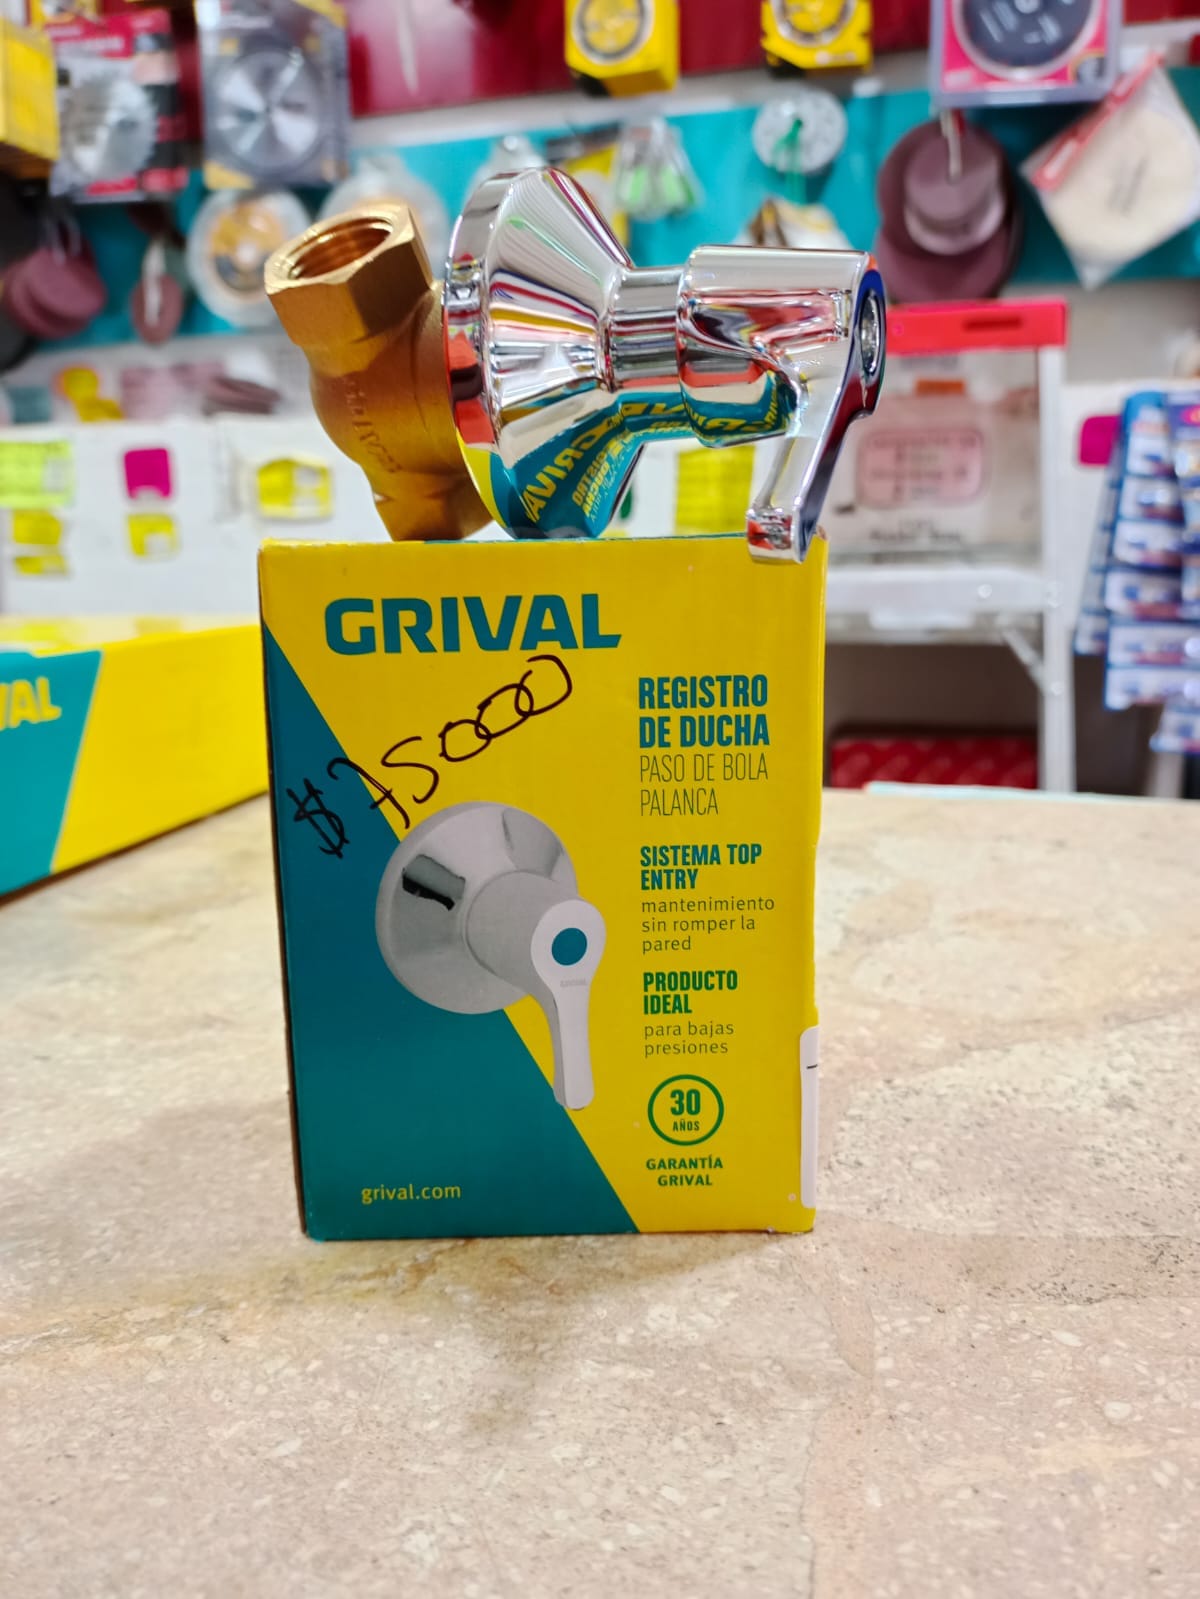 GRIVAL
$75000
REGISTRO
DE DUCHA
PASO DE BOLA
PALANCA
SISTEMA TOP
ENTRY
mantenimiento
sin romper la
pared
PRODUCTO
IDEAL
para bajas
presiones
30
AÑOS
GARANTÍA
GRIVAL
grival.com
VAL